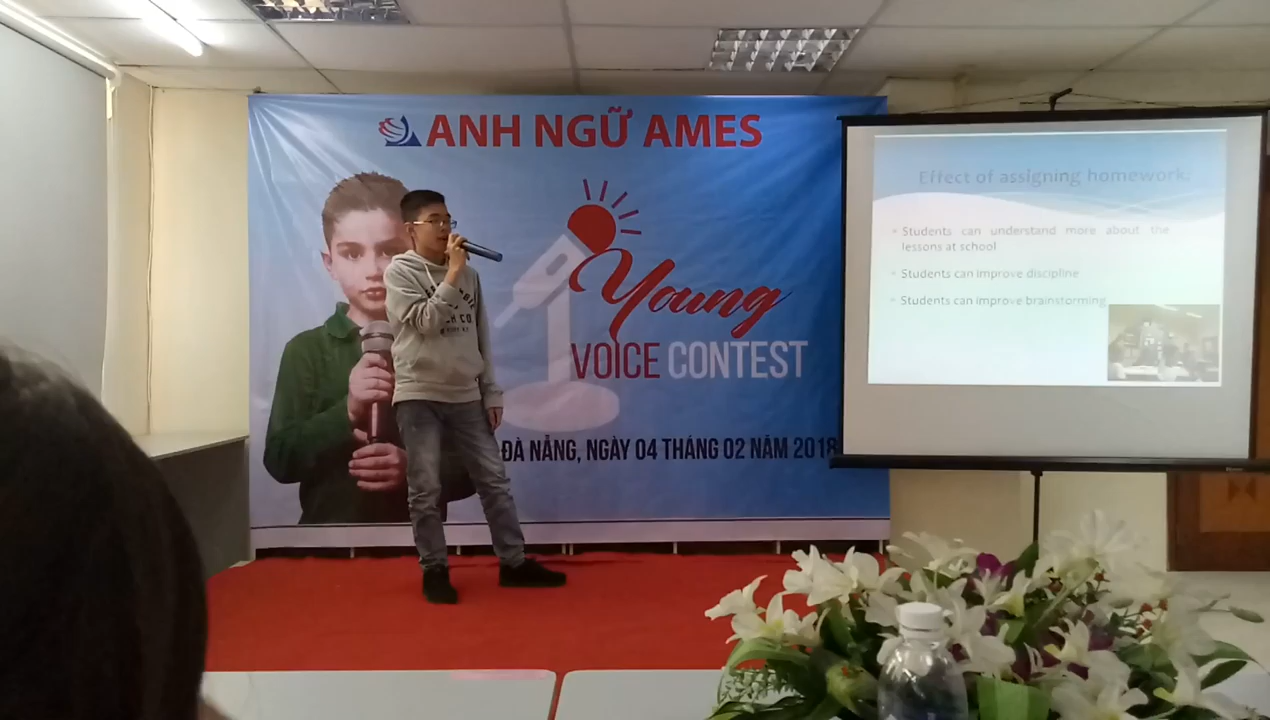 ANH NGỮ AMES
Young
VOICE CONTEST
ĐÀ NẴNG, NGÀY 04 THÁNG 02 NĂM 2018
Effect of assigning homework:
Students can understand more about the
lessons at school
Students can improve discipline
Students can improve brainstorming